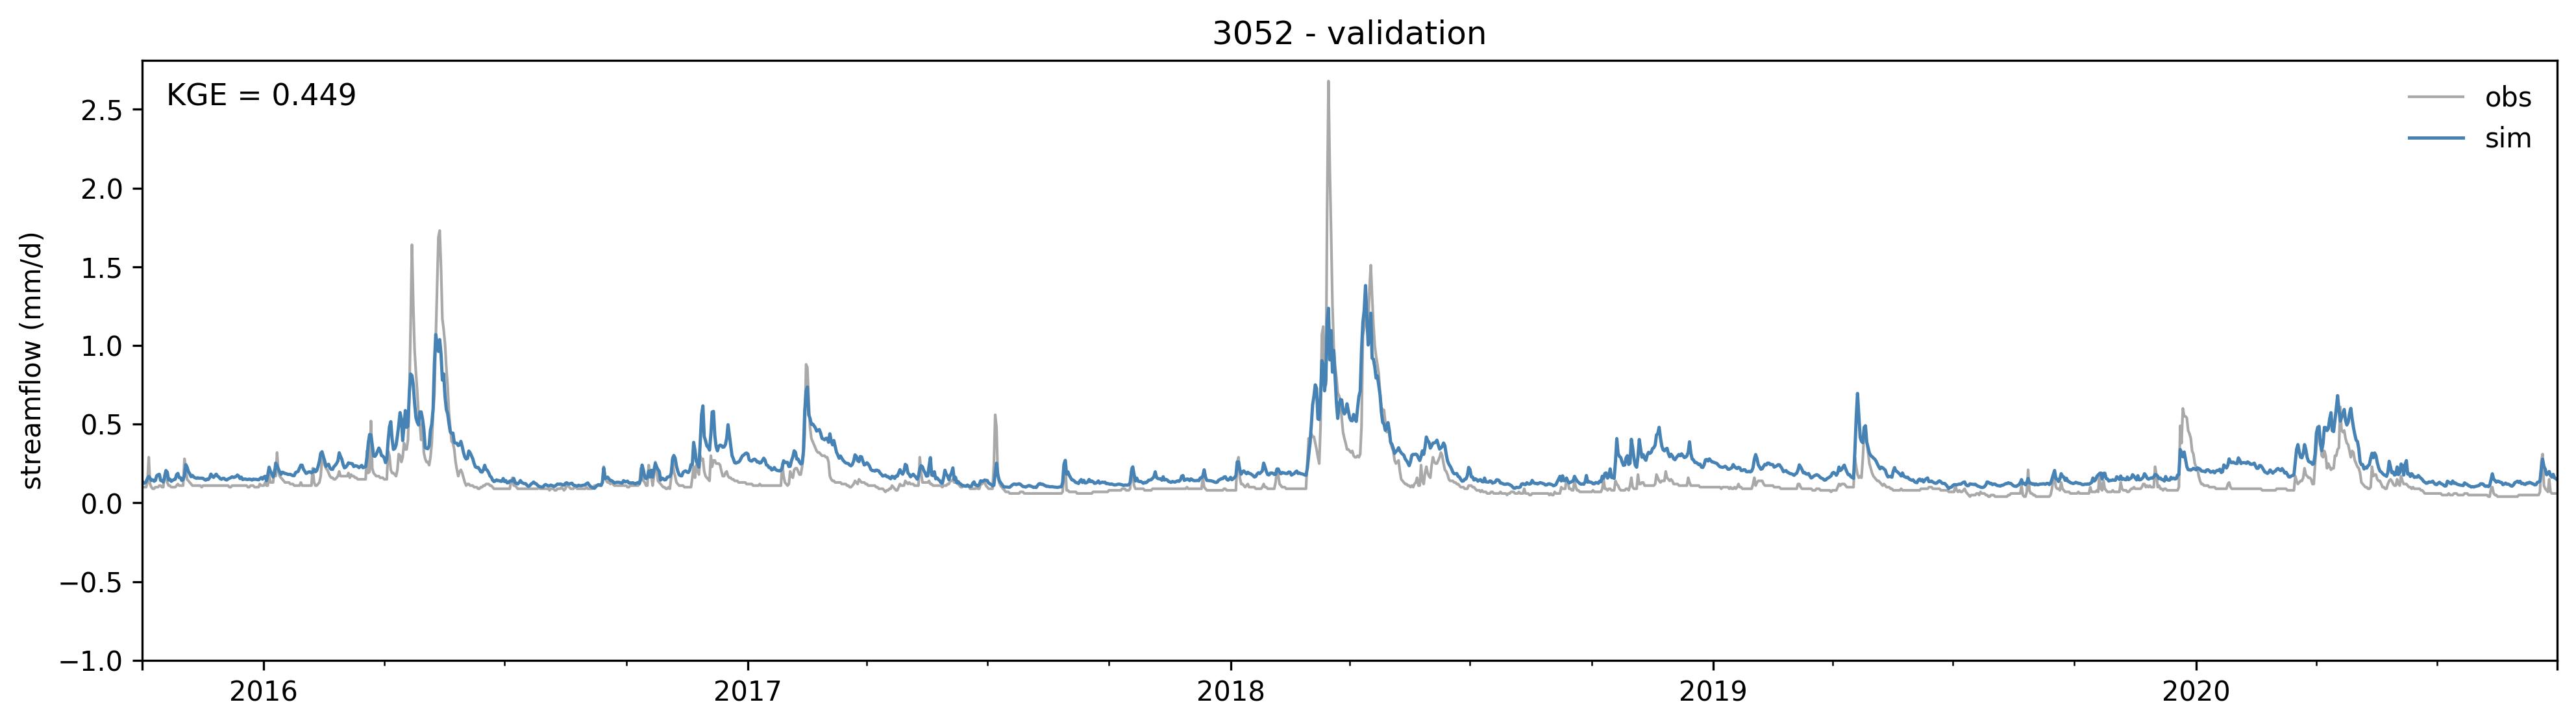 3052 - validation
KGE = 0.449
obs
sim
streamflow (mm/d)
2.5
2.0
1.5
1.0
0.5
0.0
−0.5
−1.0
2016
2017
2018
2019
2020